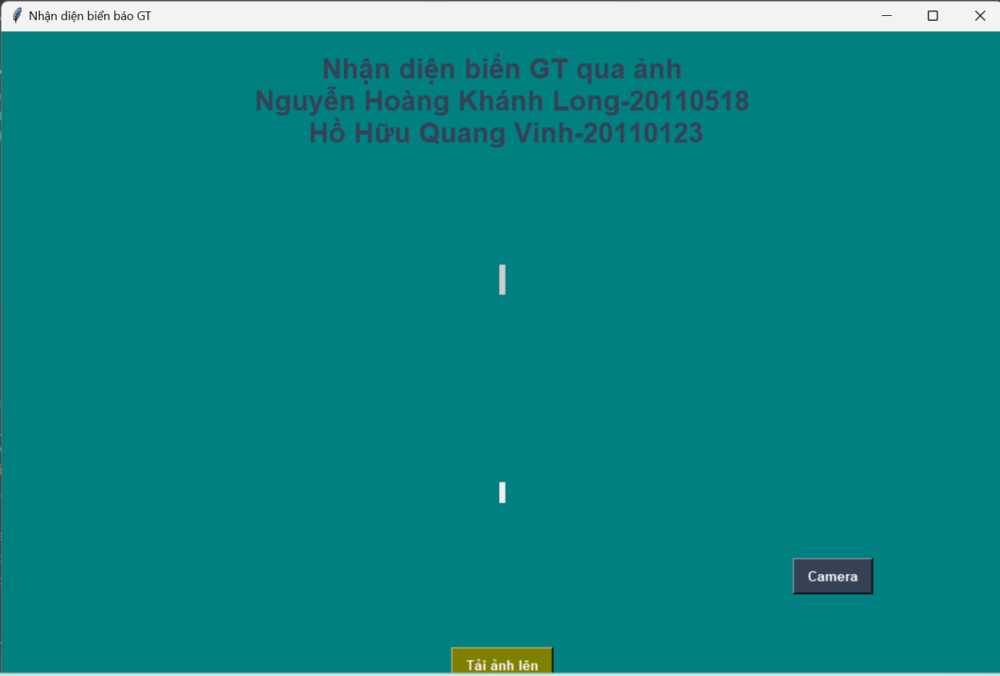 Nhận diện biển báo GT
Nhận diện biển GT qua ảnh
Nguyễn Hoàng Khánh Long-20110518
Hồ Hữu Quang Vinh-20110123
Camera
Tải ảnh lên